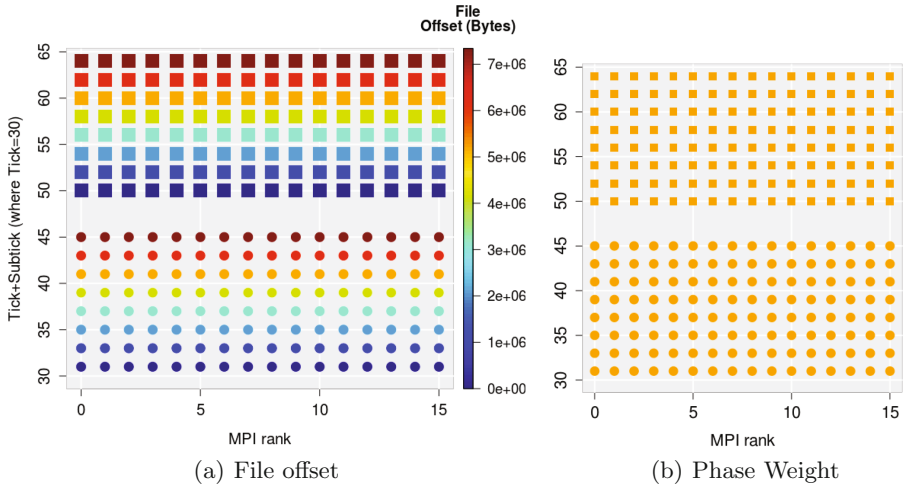 File
Offset (Bytes)
65
60
55
50
45
40
35
30
Tick+Subtick (where Tick=30)
0
5
10
15
MPI rank
7e+06
6e+06
5e+06
4e+06
3e+06
2e+06
1e+06
0e+00
(a) File offset
65
60
55
50
45
40
35
30
0
5
10
15
MPI rank
(b) Phase Weight